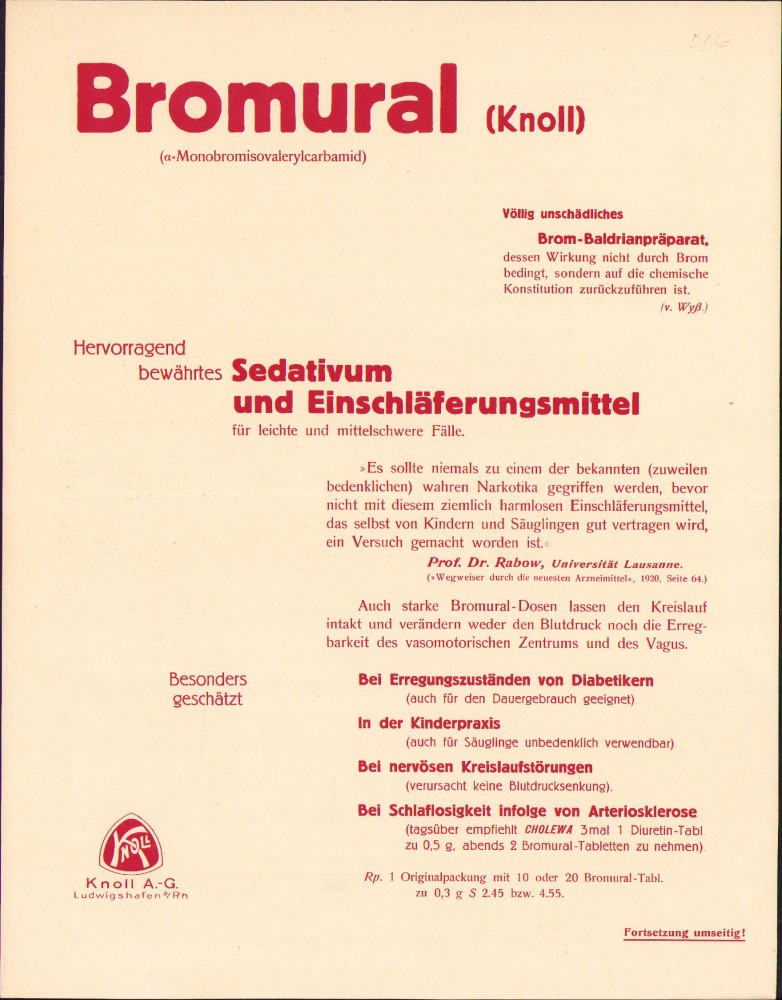 Bromural (Knoll)
(α-Monobromisovalerylcarbamid)
Völlig unschädliches
Brom-Baldrianpräparat,
dessen Wirkung nicht durch Brom
bedingt, sondern auf die chemische
Konstitution zurückzuführen ist.
(v. Wyß.)
Hervorragend
bewährtes Sedativum
und Einschläferungsmittel
für leichte und mittelschwere Fälle.
»Es sollte niemals zu einem der bekannten (zuweilen
bedenklichen) wahren Narkotika gegriffen werden, bevor
nicht mit diesem ziemlich harmlosen Einschläferungsmittel,
das selbst von Kindern und Säuglingen gut vertragen wird,
ein Versuch gemacht worden ist.«
Prof. Dr. Rabow, Universität Lausanne.
(»Wegweiser durch die neuesten Arzneimittel«, 1920, Seite 64.)
Auch starke Bromural-Dosen lassen den Kreislauf
intakt und verändern weder den Blutdruck noch die Erreg-
barkeit des vasomotorischen Zentrums und des Vagus.
Besonders
geschätzt
Bei Erregungszuständen von Diabetikern
(auch für den Dauergebrauch geeignet)
In der Kinderpraxis
(auch für Säuglinge unbedenklich verwendbar)
Bei nervösen Kreislaufstörungen
(verursacht keine Blutdrucksenkung).
Bei Schlaflosigkeit infolge von Arteriosklerose
(tagsüber empfiehlt CHOLEWA 3mal 1 Diuretin-Tabl.
zu 0,5 g, abends 2 Bromural-Tabletten zu nehmen)
Rp. 1 Originalpackung mit 10 oder 20 Bromural-Tabl.
zu 0,3 g S 2.45 bzw. 4.55.
KNOLL
Knoll A.-G.
Ludwigshafen a/Rh
Fortsetzung umseitig!